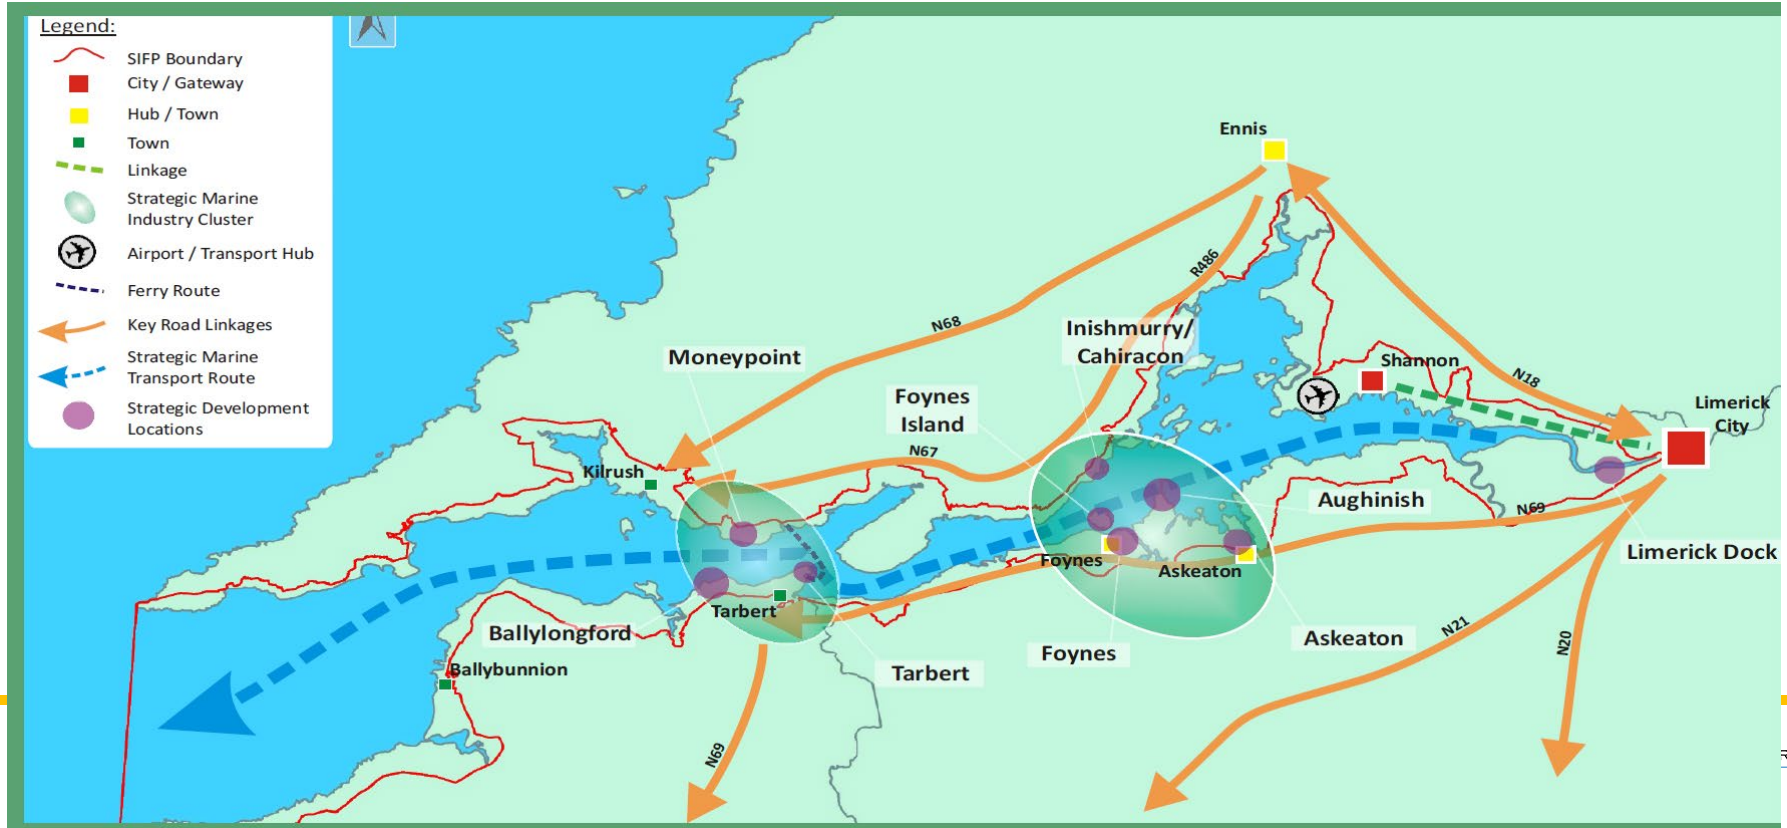 Legend:
SIFP Boundary
City / Gateway
Hub / Town
Town
Linkage
Strategic Marine
Industry Cluster
Airport / Transport Hub
Ferry Route
Key Road Linkages
Strategic Marine
Transport Route
Strategic Development
Locations
Ennis
R486
N68
Inishmurry/
Cahiracon
Moneypoint
Shannon
N18
Foynes
Island
Limerick
City
Kilrush
N67
Aughinish
N69
Limerick Dock
Foynes
Askeaton
Tarbert
Ballylongford
Askeaton
Foynes
N21
N20
Tarbert
Ballybunnion
N69